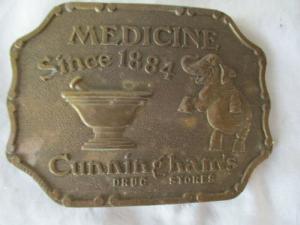 MEDICINE
Since 1884
Cunningham's
DRUG STORES